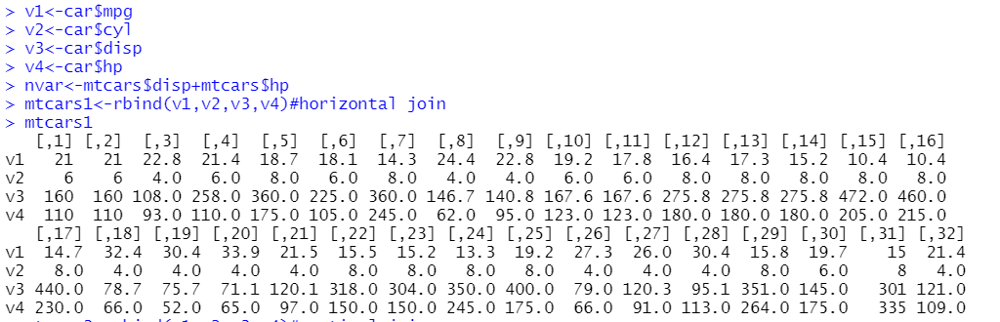 > v1<-car$mpg
> v2<-car$cyl
> v3<-car$disp
> v4<-car$hp
> nvar<-mtcars$disp+mtcars$hp
> mtcars1<-rbind(v1,v2,v3,v4)#horizontal join
> mtcars1
   [,1] [,2]  [,3]  [,4]  [,5]  [,6]  [,7]  [,8]  [,9] [,10] [,11] [,12] [,13] [,14] [,15] [,16]
v1   21   21  22.8  21.4  18.7  18.1  14.3  24.4  22.8  19.2  17.8  16.4  17.3  15.2  10.4  10.4
v2    6    6   4.0   6.0   8.0   6.0   8.0   4.0   4.0   6.0   6.0   8.0   8.0   8.0   8.0   8.0
v3  160  160 108.0 258.0 360.0 225.0 360.0 146.7 140.8 167.6 167.6 275.8 275.8 275.8 472.0 460.0
v4  110  110  93.0 110.0 175.0 105.0 245.0  62.0  95.0 123.0 123.0 180.0 180.0 180.0 205.0 215.0
   [,17] [,18] [,19] [,20] [,21] [,22] [,23] [,24] [,25] [,26] [,27] [,28] [,29] [,30] [,31] [,32]
v1  14.7  32.4  30.4  33.9  21.5  15.5  15.2  13.3  19.2  27.3  26.0  30.4  15.8  19.7    15  21.4
v2   8.0   4.0   4.0   4.0   4.0   8.0   8.0   8.0   8.0   4.0   4.0   4.0   8.0   6.0     8   4.0
v3 440.0  78.7  75.7  71.1 120.1 318.0 304.0 350.0 400.0  79.0 120.3  95.1 351.0 145.0   301 121.0
v4 230.0  66.0  52.0  65.0  97.0 150.0 150.0 245.0 175.0  66.0  91.0 113.0 264.0 175.0   335 109.0